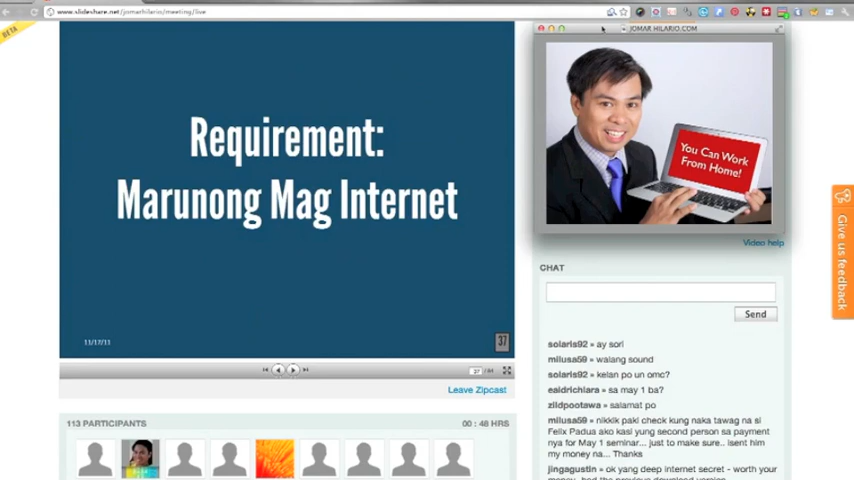 www.slideshare.net/jomarhilario/meeting/live
BETA
Requirement:
Marunong Mag Internet
11/17/11
37
37 / 84
Leave Zipcast
113 PARTICIPANTS
00 : 48 HRS
JOMAR HILARIO.COM
You Can Work
From Home!
Video help
CHAT
Send
solaris92 » ay sori
milusa59 » walang sound
solaris92 » kelan po un omc?
ealdrichiara » sa may 1 ba?
zildpootawa » salamat po
milusa59 » nikkik paki check kung naka tawag na si
Felix Padua ako kasi yung second person sa payment
nya for May 1 seminar... just to make sure.. isent him
my money na... Thanks
jingagustin » ok yang deep internet secret - worth your
money.. had the previous download version
Give us feedback